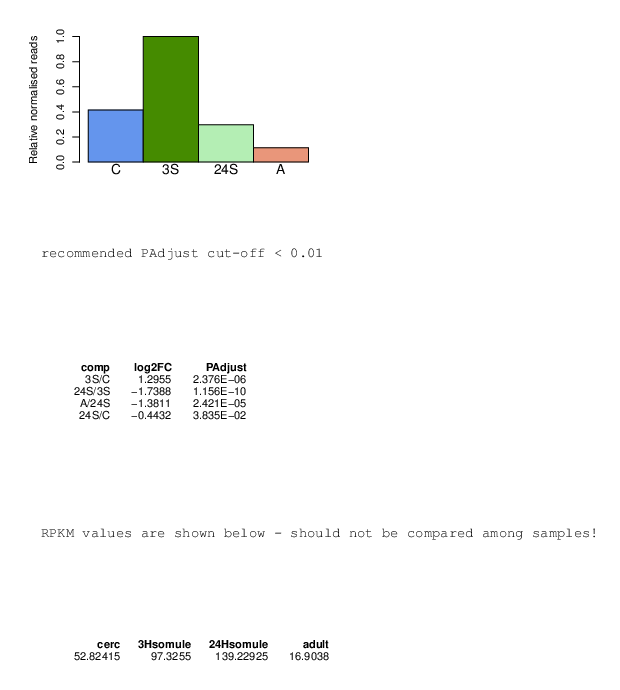 Relative normalised reads
1.0
0.8
0.6
0.4
0.2
0.0
C 3S 24S A
recommended PAdjust cut-off < 0.01
comp log2FC PAdjust
3S/C 1.2955 2.376E−06
24S/3S −1.7388 1.156E−10
A/24S −1.3811 2.421E−05
24S/C −0.4432 3.835E−02
RPKM values are shown below - should not be compared among samples!
cerc 3Hsomule 24Hsomule adult
52.82415 97.3255 139.22925 16.9038